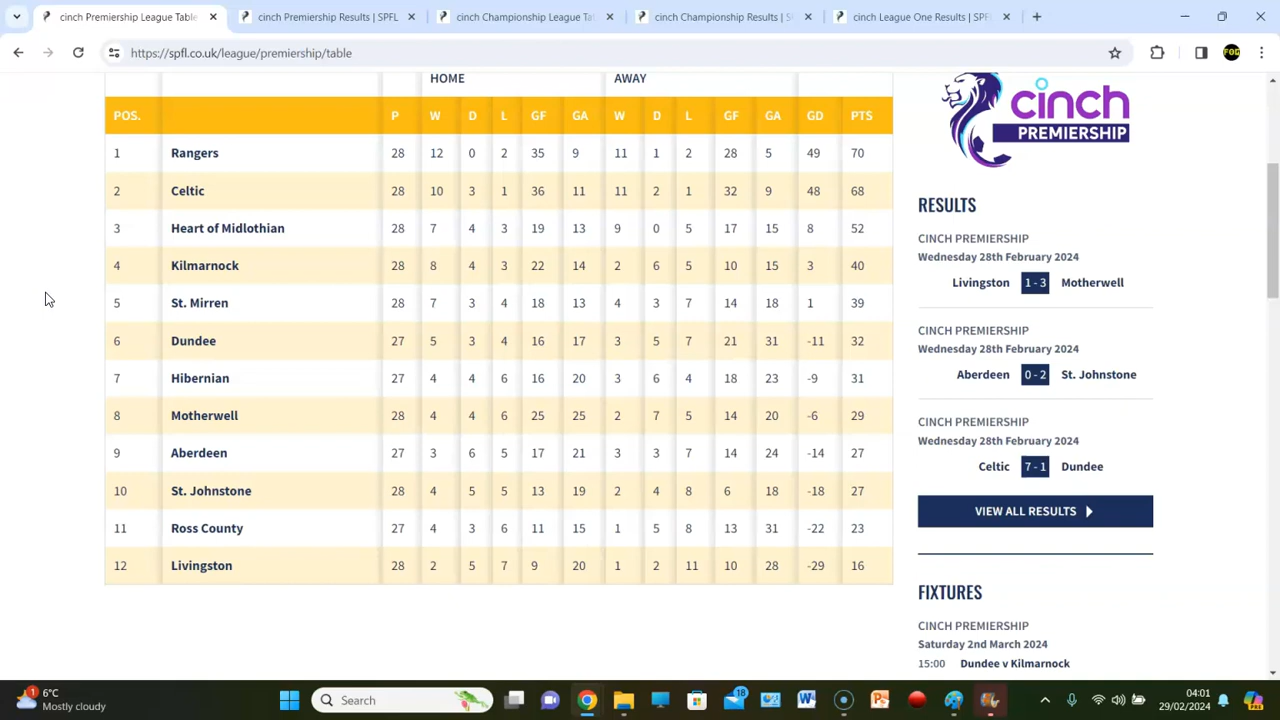 cinch Premiership League Table
cinch Premiership Results | SPFL
cinch Championship League Tab
cinch Championship Results | S
cinch League One Results | SPF
https://spfl.co.uk/league/premiership/table
FOG
HOME AWAY
POS. P W D L GF GA W D L GF GA GD PTS
1 Rangers 28 12 0 2 35 9 11 1 2 28 5 49 70
2 Celtic 28 10 3 1 36 11 11 2 1 32 9 48 68
3 Heart of Midlothian 28 7 4 3 19 13 9 0 5 17 15 8 52
4 Kilmarnock 28 8 4 3 22 14 2 6 5 10 15 3 40
5 St. Mirren 28 7 3 4 18 13 4 3 7 14 18 1 39
6 Dundee 27 5 3 4 16 17 3 5 7 21 31 -11 32
7 Hibernian 27 4 4 6 16 20 3 6 4 18 23 -9 31
8 Motherwell 28 4 4 6 25 25 2 7 5 14 20 -6 29
9 Aberdeen 27 3 6 5 17 21 3 3 7 14 24 -14 27
10 St. Johnstone 28 4 5 5 13 19 2 4 8 6 18 -18 27
11 Ross County 27 4 3 6 11 15 1 5 8 13 31 -22 23
12 Livingston 28 2 5 7 9 20 1 2 11 10 28 -29 16
cinch
PREMIERSHIP
RESULTS
CINCH PREMIERSHIP
Wednesday 28th February 2024
Livingston 1 - 3 Motherwell
CINCH PREMIERSHIP
Wednesday 28th February 2024
Aberdeen 0 - 2 St. Johnstone
CINCH PREMIERSHIP
Wednesday 28th February 2024
Celtic 7 - 1 Dundee
VIEW ALL RESULTS
FIXTURES
CINCH PREMIERSHIP
Saturday 2nd March 2024
15:00 Dundee v Kilmarnock
1
6°C
Mostly cloudy
Search
18
04:01
29/02/2024